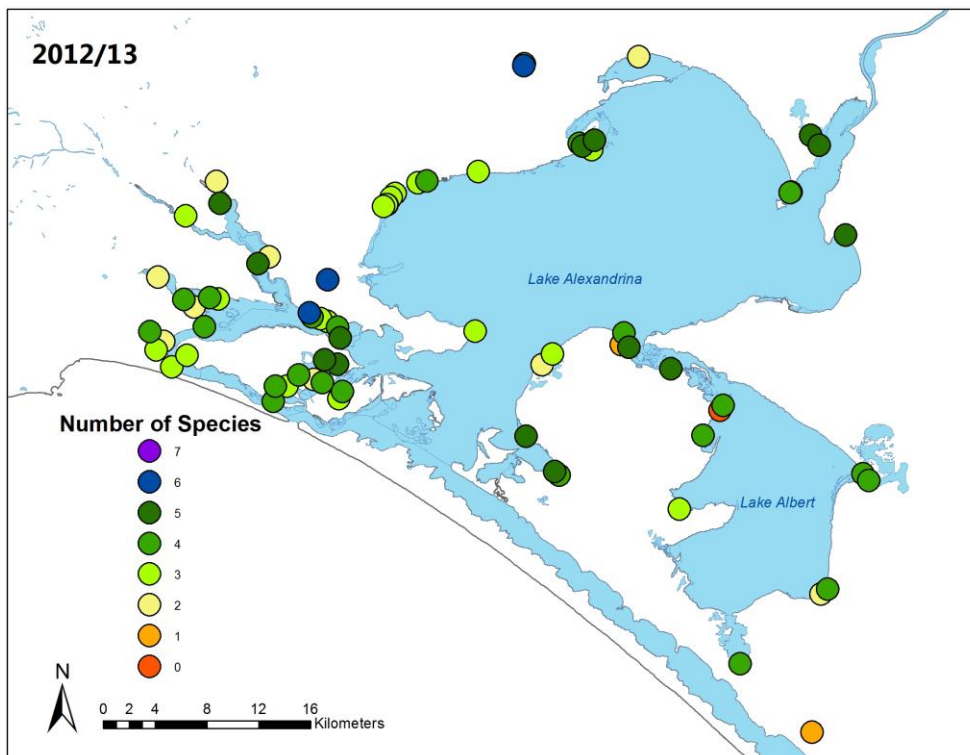 2012/13
Lake Alexandrina
Number of Species
7
6
5
4
3
2
1
0
Lake Albert
N
0 2 4 8 12 16
Kilometers